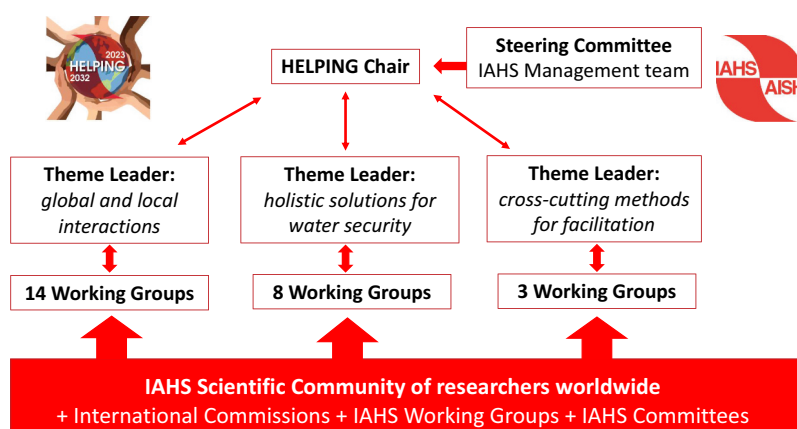 2023
HELPING
2032
HELPING Chair
Steering Committee
IAHS Management team
IAHS
AISH
Theme Leader:
global and local
interactions
Theme Leader:
holistic solutions for
water security
Theme Leader:
cross-cutting methods
for facilitation
14 Working Groups
8 Working Groups
3 Working Groups
IAHS Scientific Community of researchers worldwide
+ International Commissions + IAHS Working Groups + IAHS Committees